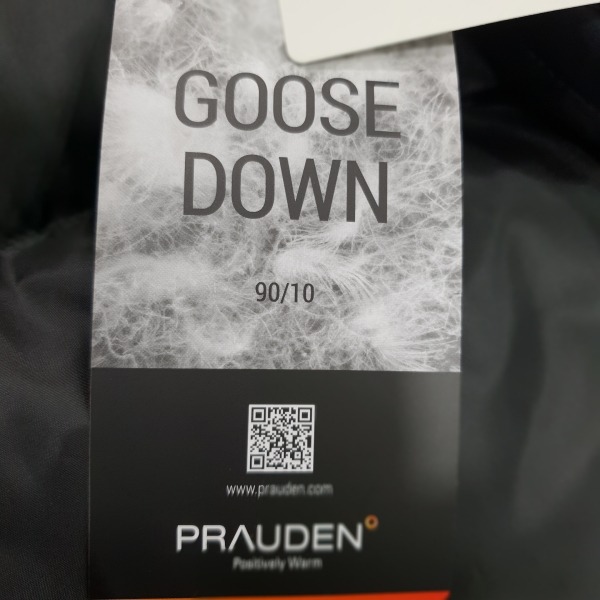 GOOSE
DOWN
90/10
www.prauden.com
PRAUDEN
Positively Warm